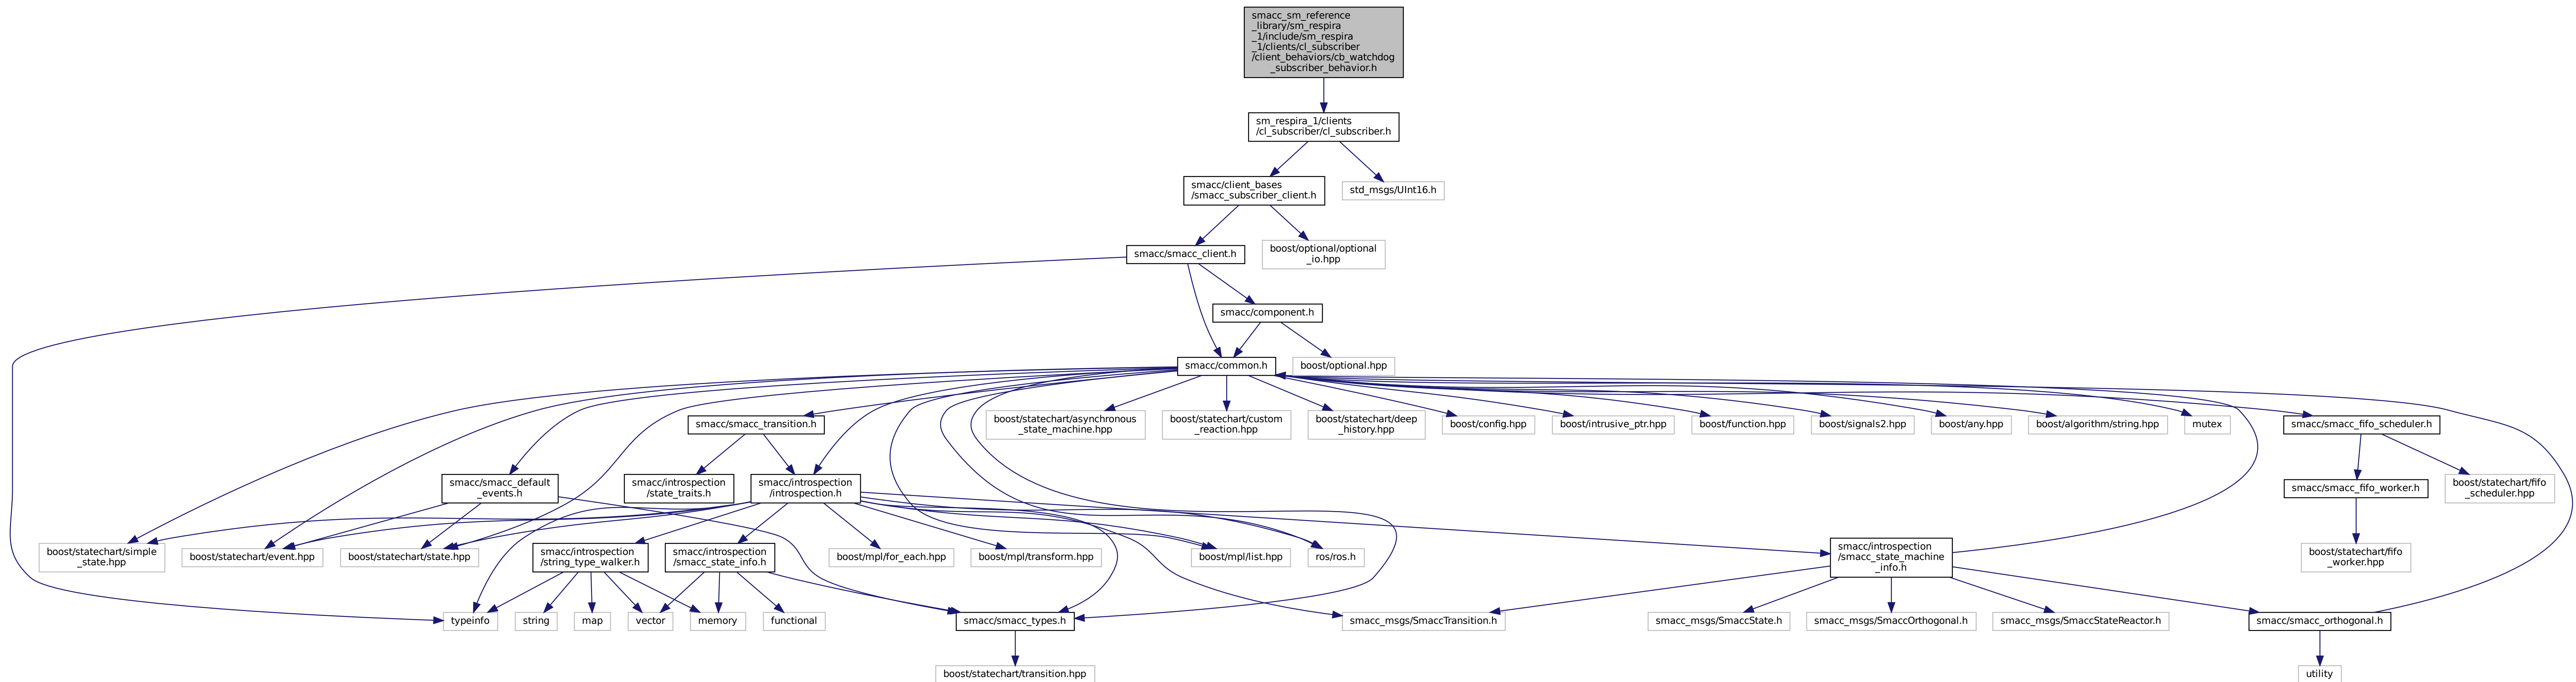 smacc_sm_reference
_library/sm_respira
_1/include/sm_respira
_1/clients/cl_subscriber
/client_behaviors/cb_watchdog
_subscriber_behavior.h
sm_respira_1/clients
/cl_subscriber/cl_subscriber.h
smacc/client_bases
/smacc_subscriber_client.h
std_msgs/UInt16.h
smacc/smacc_client.h
boost/optional/optional
_io.hpp
smacc/component.h
smacc/common.h
boost/optional.hpp
smacc/smacc_transition.h
boost/statechart/asynchronous
_state_machine.hpp
boost/statechart/custom
_reaction.hpp
boost/statechart/deep
_history.hpp
boost/config.hpp
boost/intrusive_ptr.hpp
boost/function.hpp
boost/signals2.hpp
boost/any.hpp
boost/algorithm/string.hpp
mutex
smacc/smacc_fifo_scheduler.h
smacc/smacc_default
_events.h
smacc/introspection
/state_traits.h
smacc/introspection
/introspection.h
smacc/smacc_fifo_worker.h
boost/statechart/fifo
_scheduler.hpp
boost/statechart/simple
_state.hpp
boost/statechart/event.hpp
boost/statechart/state.hpp
smacc/introspection
/string_type_walker.h
smacc/introspection
/smacc_state_info.h
boost/mpl/for_each.hpp
boost/mpl/transform.hpp
boost/mpl/list.hpp
ros/ros.h
smacc/introspection
/smacc_state_machine
_info.h
boost/statechart/fifo
_worker.hpp
typeinfo
string
map
vector
memory
functional
smacc/smacc_types.h
smacc_msgs/SmaccTransition.h
smacc_msgs/SmaccState.h
smacc_msgs/SmaccOrthogonal.h
smacc_msgs/SmaccStateReactor.h
smacc/smacc_orthogonal.h
boost/statechart/transition.hpp
utility